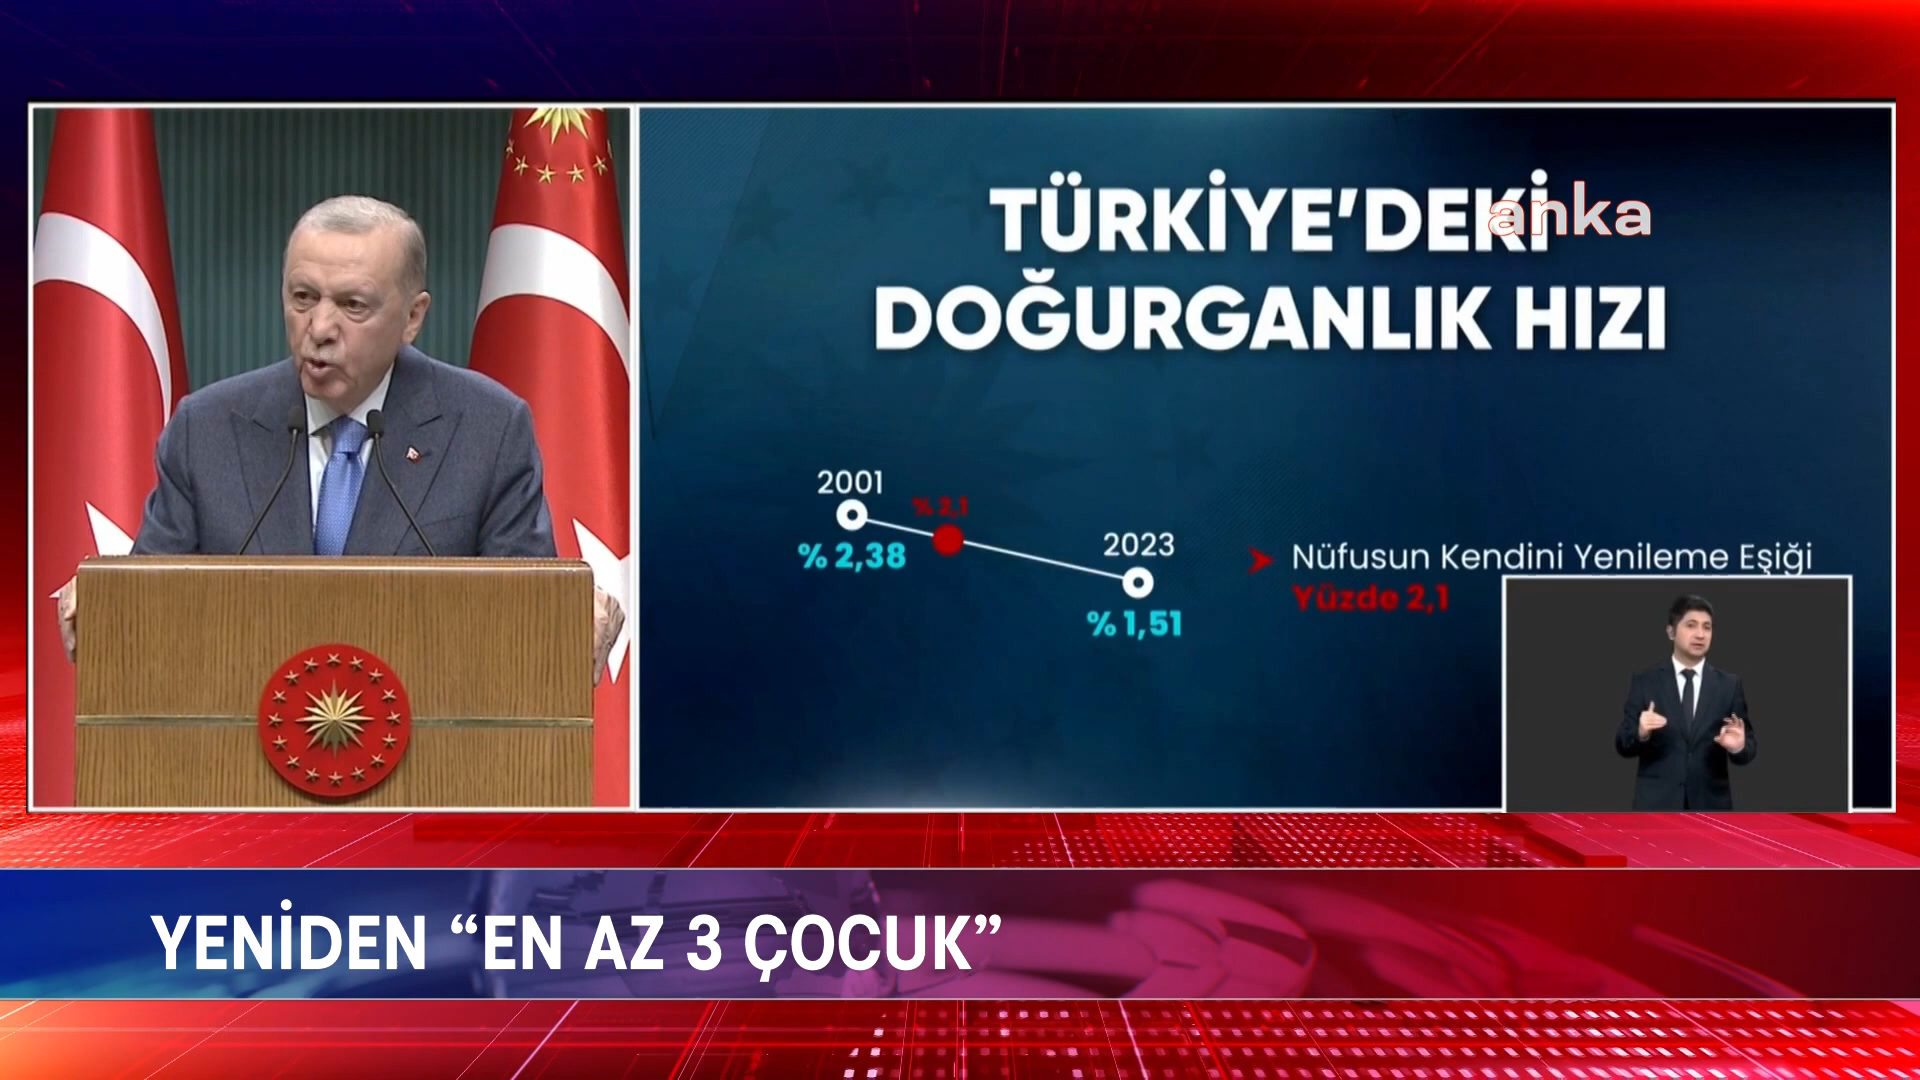 TÜRKİYE’DEKİ
anka
DOĞURGANLIK HIZI
2001
% 2,38
% 2,1
2023
% 1,51
Nüfusun Kendini Yenileme Eşiği
Yüzde 2,1
YENİDEN “EN AZ 3 ÇOCUK”